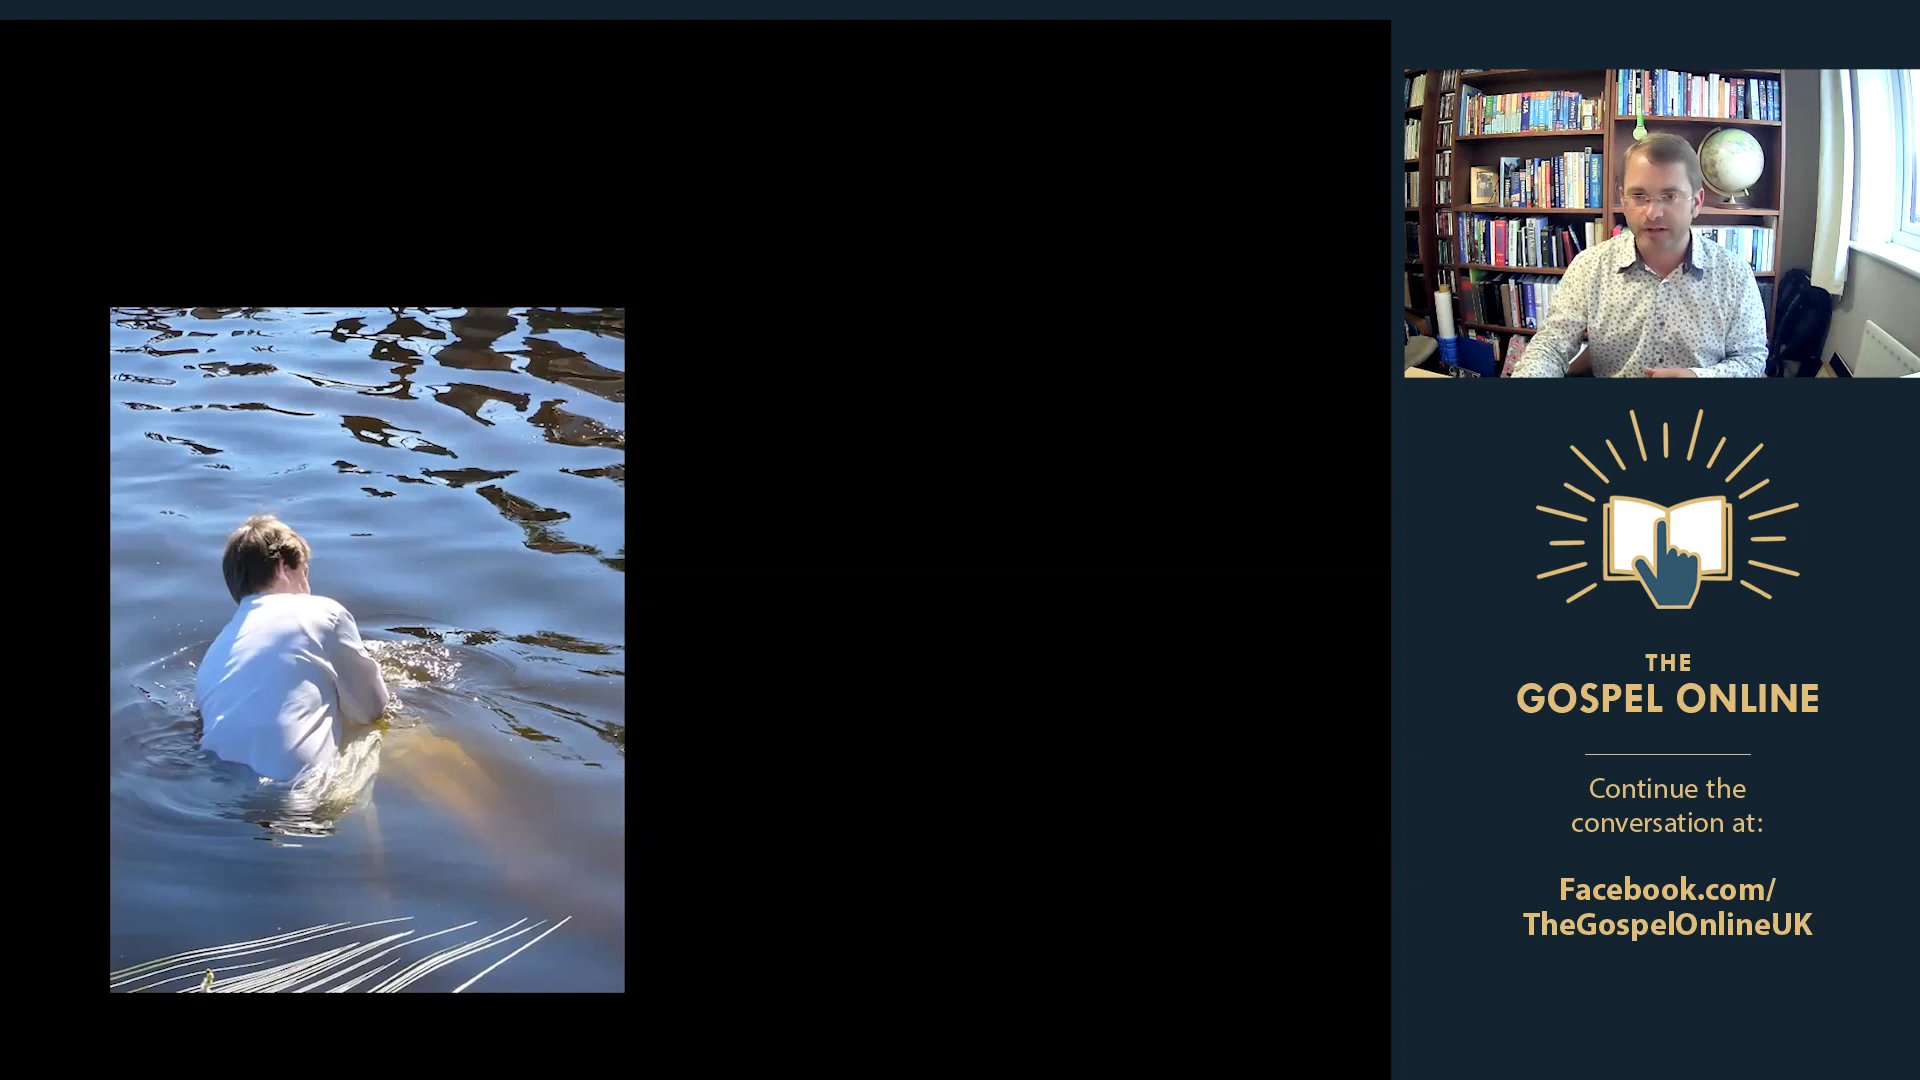 THE
GOSPEL ONLINE
Continue the
conversation at:
Facebook.com/
TheGospelOnlineUK